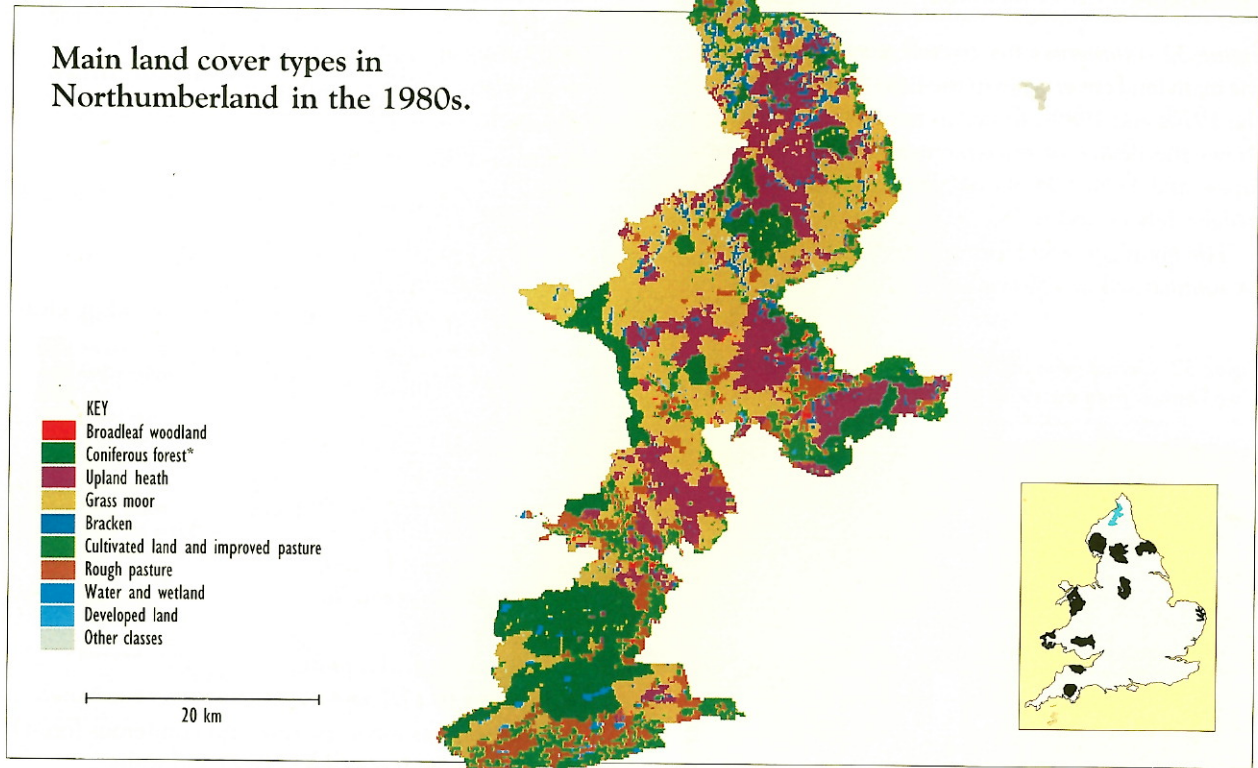 Main land cover types in
Northumberland in the 1980s.
KEY
Broadleaf woodland
Coniferous forest*
Upland heath
Grass moor
Bracken
Cultivated land and improved pasture
Rough pasture
Water and wetland
Developed land
Other classes
20 km